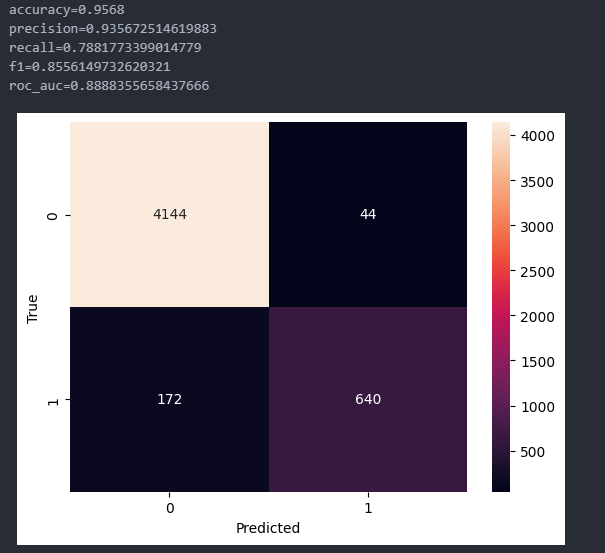 accuracy=0.9568
precision=0.935672514619883
recall=0.7881773399014779
f1=0.8556149732620321
roc_auc=0.8888355658437666
4000
3500
3000
2500
2000
1500
1000
500
True
0
1
4144
44
172
640
0
1
Predicted